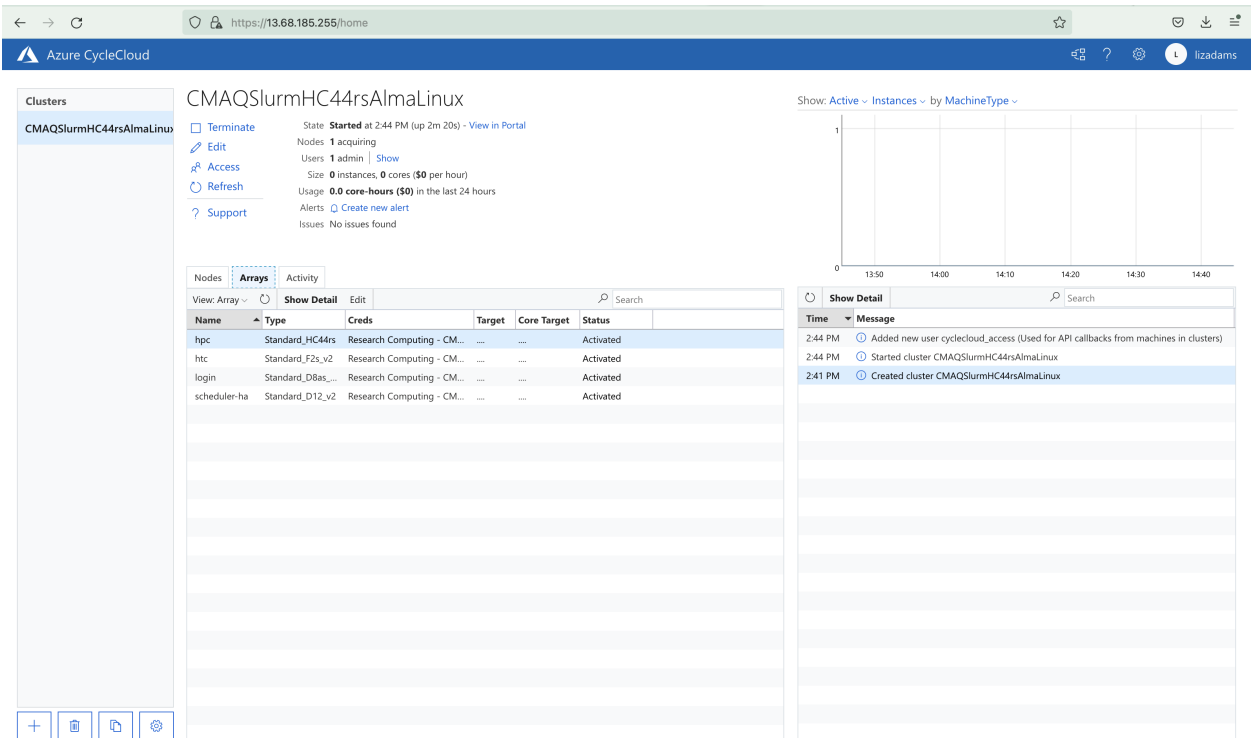 https://13.68.185.255/home
Azure CycleCloud
? L lizadams
Clusters
CMAQSlurmHC44rsAlmaLinux
CMAQSlurmHC44rsAlmaLinux
Terminate
Edit
Access
Refresh
? Support
State Started at 2:44 PM (up 2m 20s) - View in Portal
Nodes 1 acquiring
Users 1 admin | Show
Size 0 instances, 0 cores ($0 per hour)
Usage 0.0 core-hours ($0) in the last 24 hours
Alerts Create new alert
Issues No issues found
Show: Active Instances by MachineType
1
0
13:50 14:00 14:10 14:20 14:30 14:40
Nodes Arrays Activity
View: Array Show Detail Edit Search
Name Type Creds Target Core Target Status
hpc Standard_HC44rs Research Computing - CM... .... .... Activated
htc Standard_F2s_v2 Research Computing - CM... .... .... Activated
login Standard_D8as_... Research Computing - CM... .... .... Activated
scheduler-ha Standard_D12_v2 Research Computing - CM... .... .... Activated
Show Detail Search
Time Message
2:44 PM Added new user cyclecloud_access (Used for API callbacks from machines in clusters)
2:44 PM Started cluster CMAQSlurmHC44rsAlmaLinux
2:41 PM Created cluster CMAQSlurmHC44rsAlmaLinux